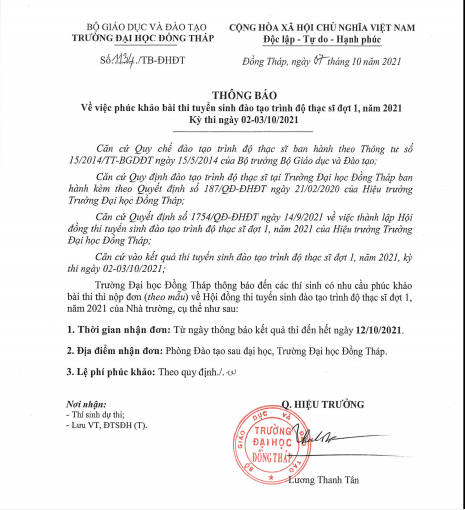 BỘ GIÁO DỤC VÀ ĐÀO TẠO
TRƯỜNG ĐẠI HỌC ĐỒNG THÁP
CỘNG HÒA XÃ HỘI CHỦ NGHĨA VIỆT NAM
Độc lập - Tự do - Hạnh phúc
Số:1134/TB-ĐHĐT
Đồng Tháp, ngày 07 tháng 10 năm 2021
THÔNG BÁO
Về việc phúc khảo bài thi tuyển sinh đào tạo trình độ thạc sĩ đợt 1, năm 2021
Kỳ thi ngày 02-03/10/2021
Căn cứ Quy chế đào tạo trình độ thạc sĩ ban hành theo Thông tư số
15/2014/TT-BGDĐT ngày 15/5/2014 của Bộ trưởng Bộ Giáo dục và Đào tạo;
Căn cứ Quy định đào tạo trình độ thạc sĩ tại Trường Đại học Đồng Tháp ban
hành kèm theo Quyết định số 187/QĐ-ĐHĐT ngày 21/02/2020 của Hiệu trưởng
Trường Đại học Đồng Tháp;
Căn cứ Quyết định số 1754/QĐ-ĐHĐT ngày 14/9/2021 về việc thành lập Hội
đồng thi tuyển sinh đào tạo trình độ thạc sĩ đợt 1, năm 2021 của Hiệu trưởng Trường
Đại học Đồng Tháp;
Căn cứ vào kết quả thi tuyển sinh đào tạo trình độ thạc sĩ đợt 1, năm 2021, kỳ
thi ngày 02-03/10/2021;
Trường Đại học Đồng Tháp thông báo đến các thí sinh có nhu cầu phúc khảo
bài thi thì nộp đơn (theo mẫu) về Hội đồng thi tuyển sinh đào tạo trình độ thạc sĩ đợt 1,
năm 2021 của Nhà trường, cụ thể như sau:
1. Thời gian nhận đơn: Từ ngày thông báo kết quả thi đến hết ngày 12/10/2021.
2. Địa điểm nhận đơn: Phòng Đào tạo sau đại học, Trường Đại học Đồng Tháp.
3. Lệ phí phúc khảo: Theo quy định./.
Nơi nhận:
- Thí sinh dự thi;
- Lưu VT, ĐTSĐH (T).
Q. HIỆU TRƯỞNG
BỘ GIÁO DỤC VÀ ĐÀO TẠO
TRƯỜNG
ĐẠI HỌC
ĐỒNG THÁP
Lương Thanh Tân